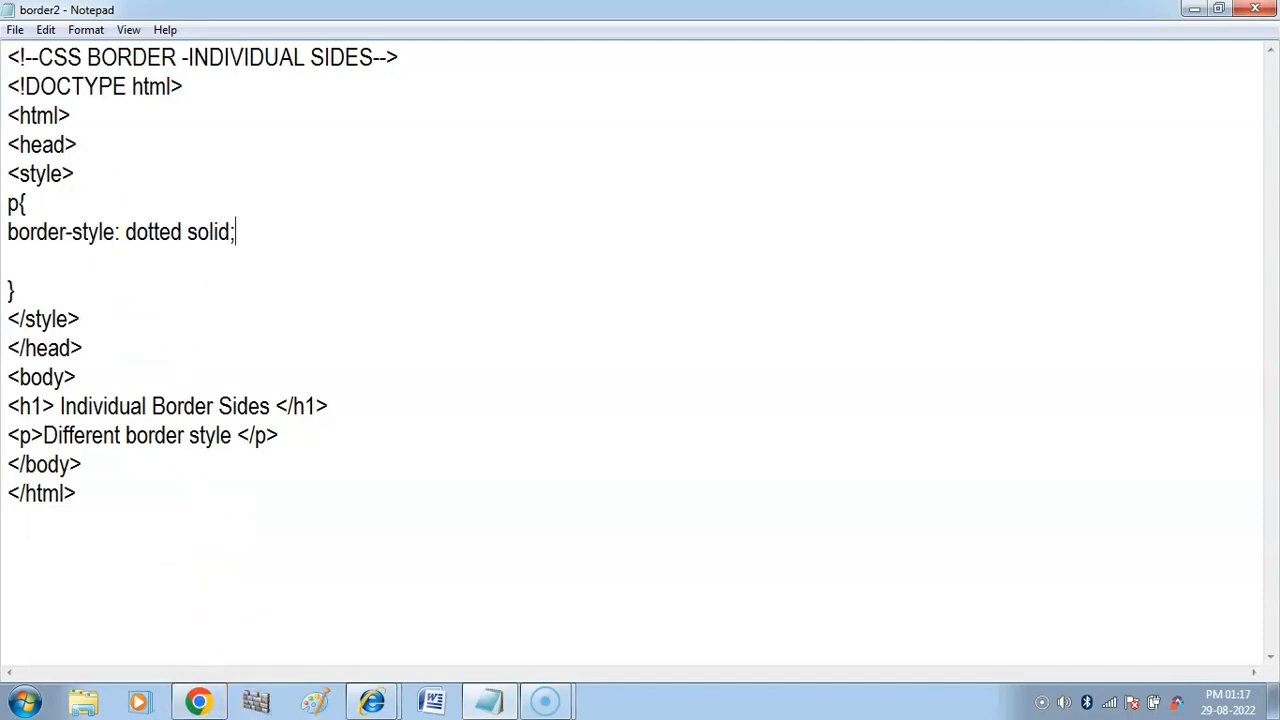 border2 - Notepad
File Edit Format View Help
<!--CSS BORDER -INDIVIDUAL SIDES-->
<!DOCTYPE html>
<html>
<head>
<style>
p{
border-style: dotted solid;
}
</style>
</head>
<body>
<h1> Individual Border Sides </h1>
<p>Different border style </p>
</body>
</html>
PM 01:17
29-08-2022